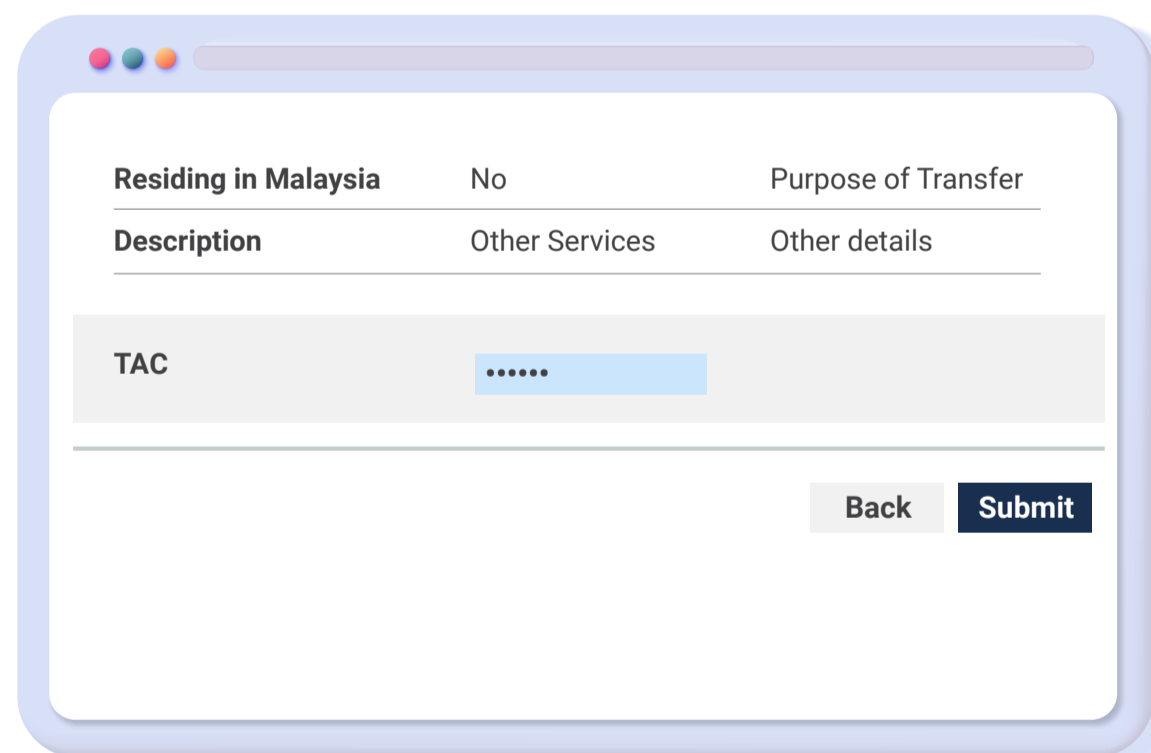 Residing in Malaysia No Purpose of Transfer
Description Other Services Other details
TAC ••••••
Back Submit